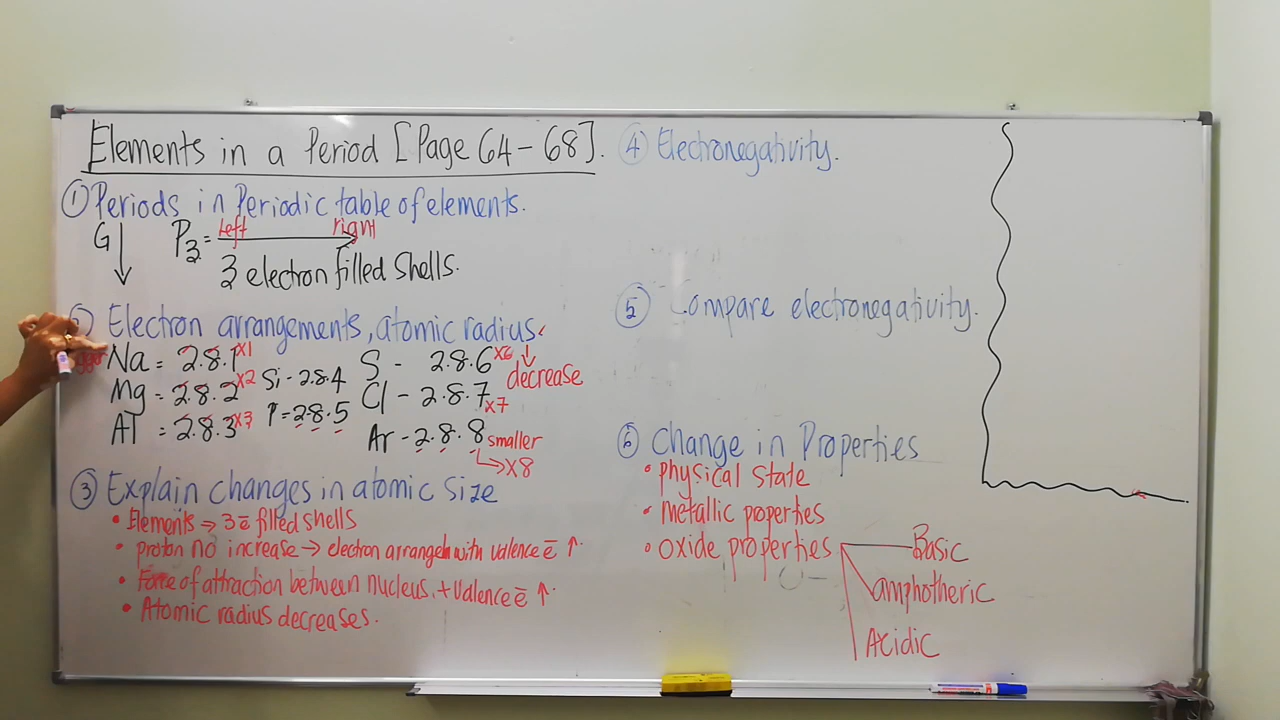 Elements in a Period [Page 64-68].
① Periods in Periodic table of elements.
G
P3 = left right
3 electron filled shells.
② Electron arrangements, atomic radius
decrease
Na = 2.8.1 x1
Mg = 2.8.2 x2
Al = 2.8.3 x3
Si - 2.8.4
P = 2.8.5
S - 2.8.6 x6
Cl - 2.8.7 x7
Ar - 2.8.8 smaller
x8
③ Explain changes in atomic size
• Elements → 3ē filled shells
• proton no increase → electron arrangem with valence ē ↑.
• Force of attraction between nucleus + valence ē ↑.
• Atomic radius decreases.
④ Electronegativity.
⑤ Compare electronegativity.
⑥ Change in Properties
• physical state
• metallic properties
• oxide properties
Basic
amphotheric
Acidic